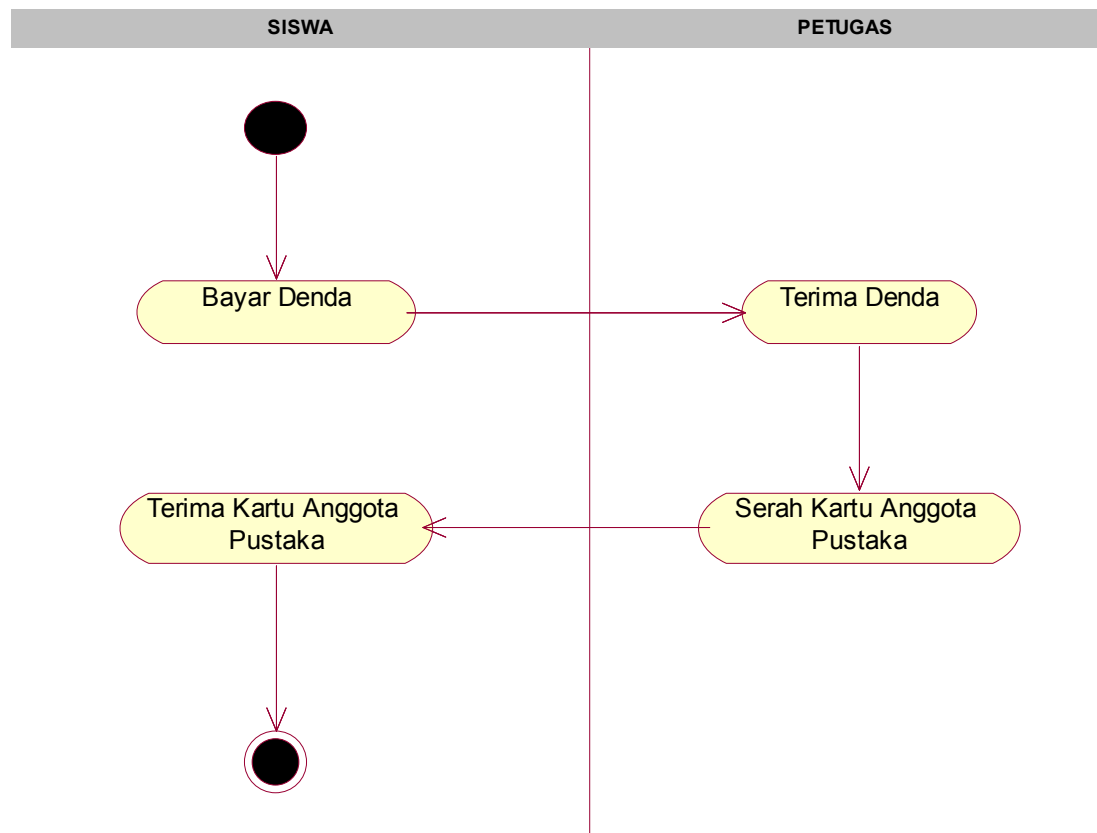 SISWA
PETUGAS
Bayar Denda
Terima Denda
Terima Kartu Anggota
Pustaka
Serah Kartu Anggota
Pustaka